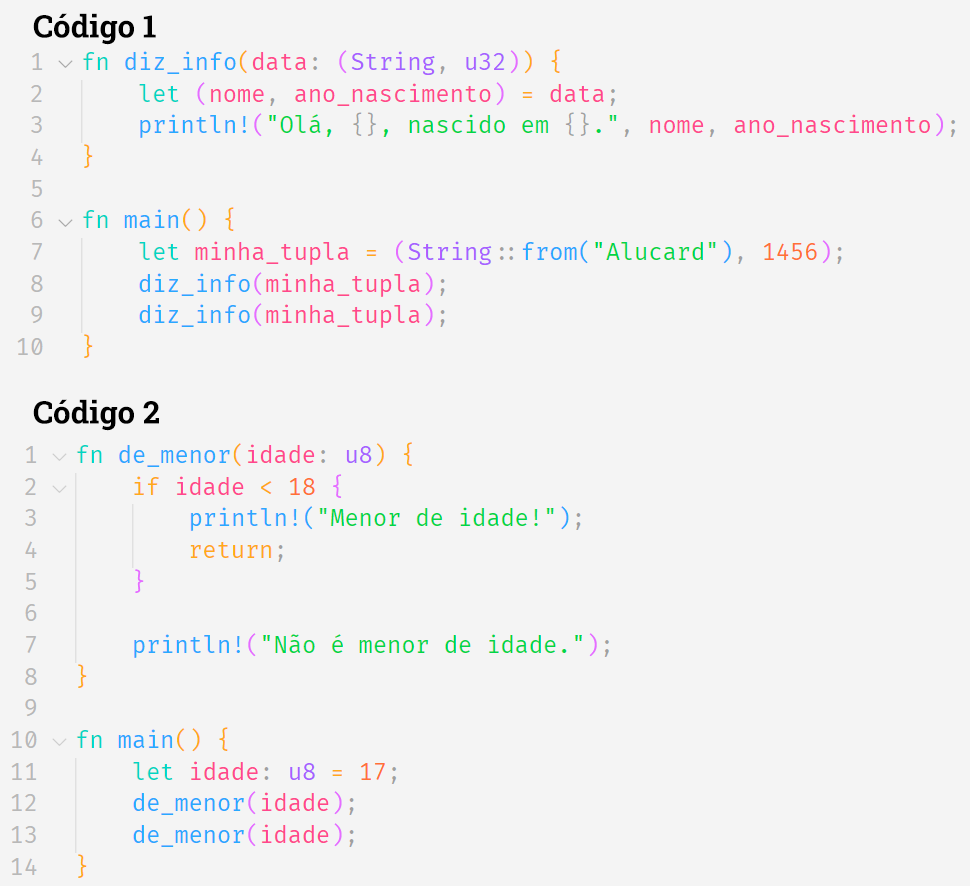 Código 1
1 fn diz_info(data: (String, u32)) {
2 let (nome, ano_nascimento) = data;
3 println!("Olá, {}, nascido em {}.", nome, ano_nascimento);
4 }
5
6 fn main() {
7 let minha_tupla = (String::from("Alucard"), 1456);
8 diz_info(minha_tupla);
9 diz_info(minha_tupla);
10 }
Código 2
1 fn de_menor(idade: u8) {
2 if idade < 18 {
3 println!("Menor de idade!");
4 return;
5 }
6
7 println!("Não é menor de idade.");
8 }
9
10 fn main() {
11 let idade: u8 = 17;
12 de_menor(idade);
13 de_menor(idade);
14 }